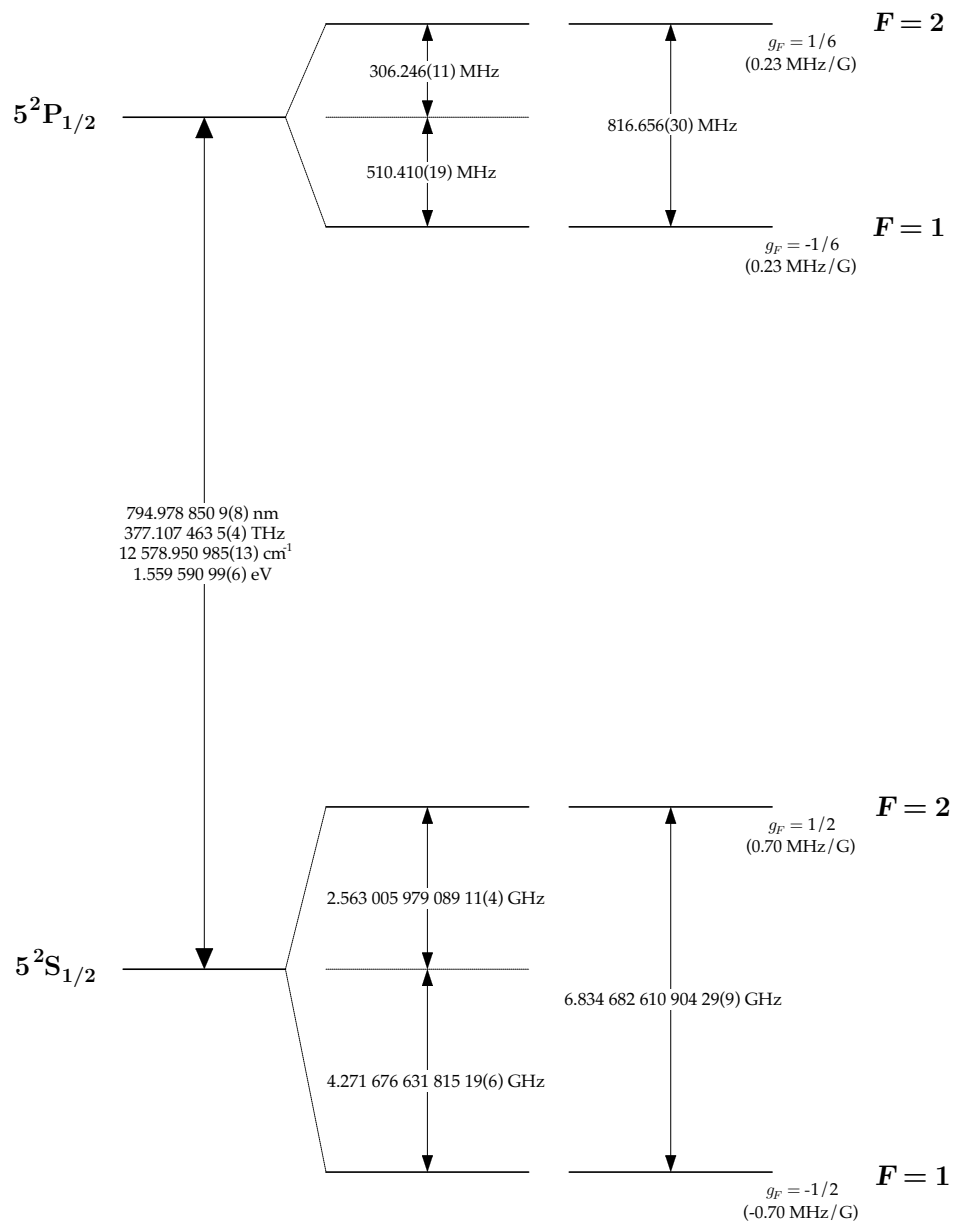 F = 2
g_F = 1/6
(0.23 MHz/G)
306.246(11) MHz
5²P₁/₂
816.656(30) MHz
510.410(19) MHz
F = 1
g_F = -1/6
(0.23 MHz/G)
794.978 850 9(8) nm
377.107 463 5(4) THz
12 578.950 985(13) cm⁻¹
1.559 590 99(6) eV
F = 2
g_F = 1/2
(0.70 MHz/G)
2.563 005 979 089 11(4) GHz
5²S₁/₂
6.834 682 610 904 29(9) GHz
4.271 676 631 815 19(6) GHz
F = 1
g_F = -1/2
(-0.70 MHz/G)